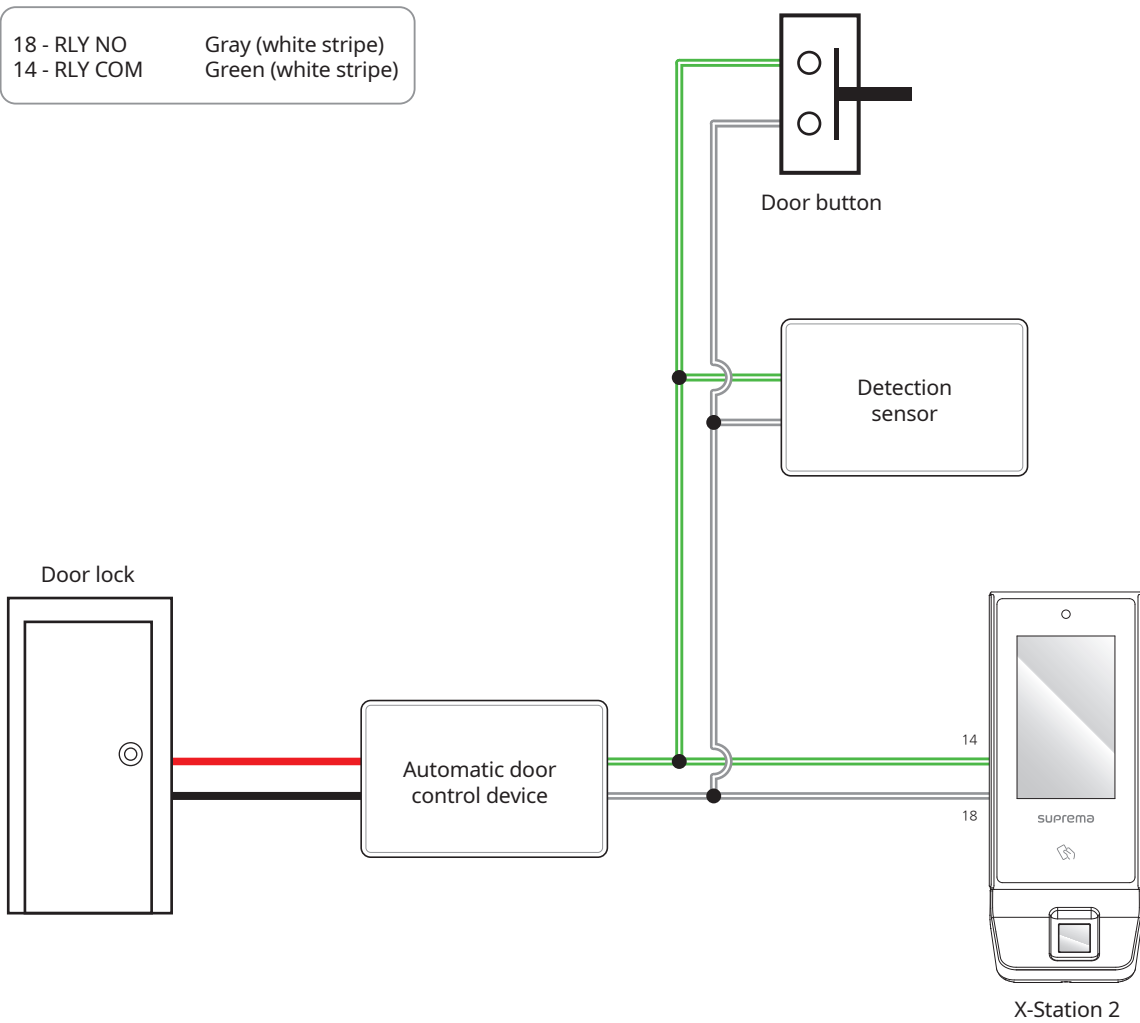 18 - RLY NO Gray (white stripe)
14 - RLY COM Green (white stripe)
Door button
Detection
sensor
Door lock
Automatic door
control device
14
18
suprema
X-Station 2